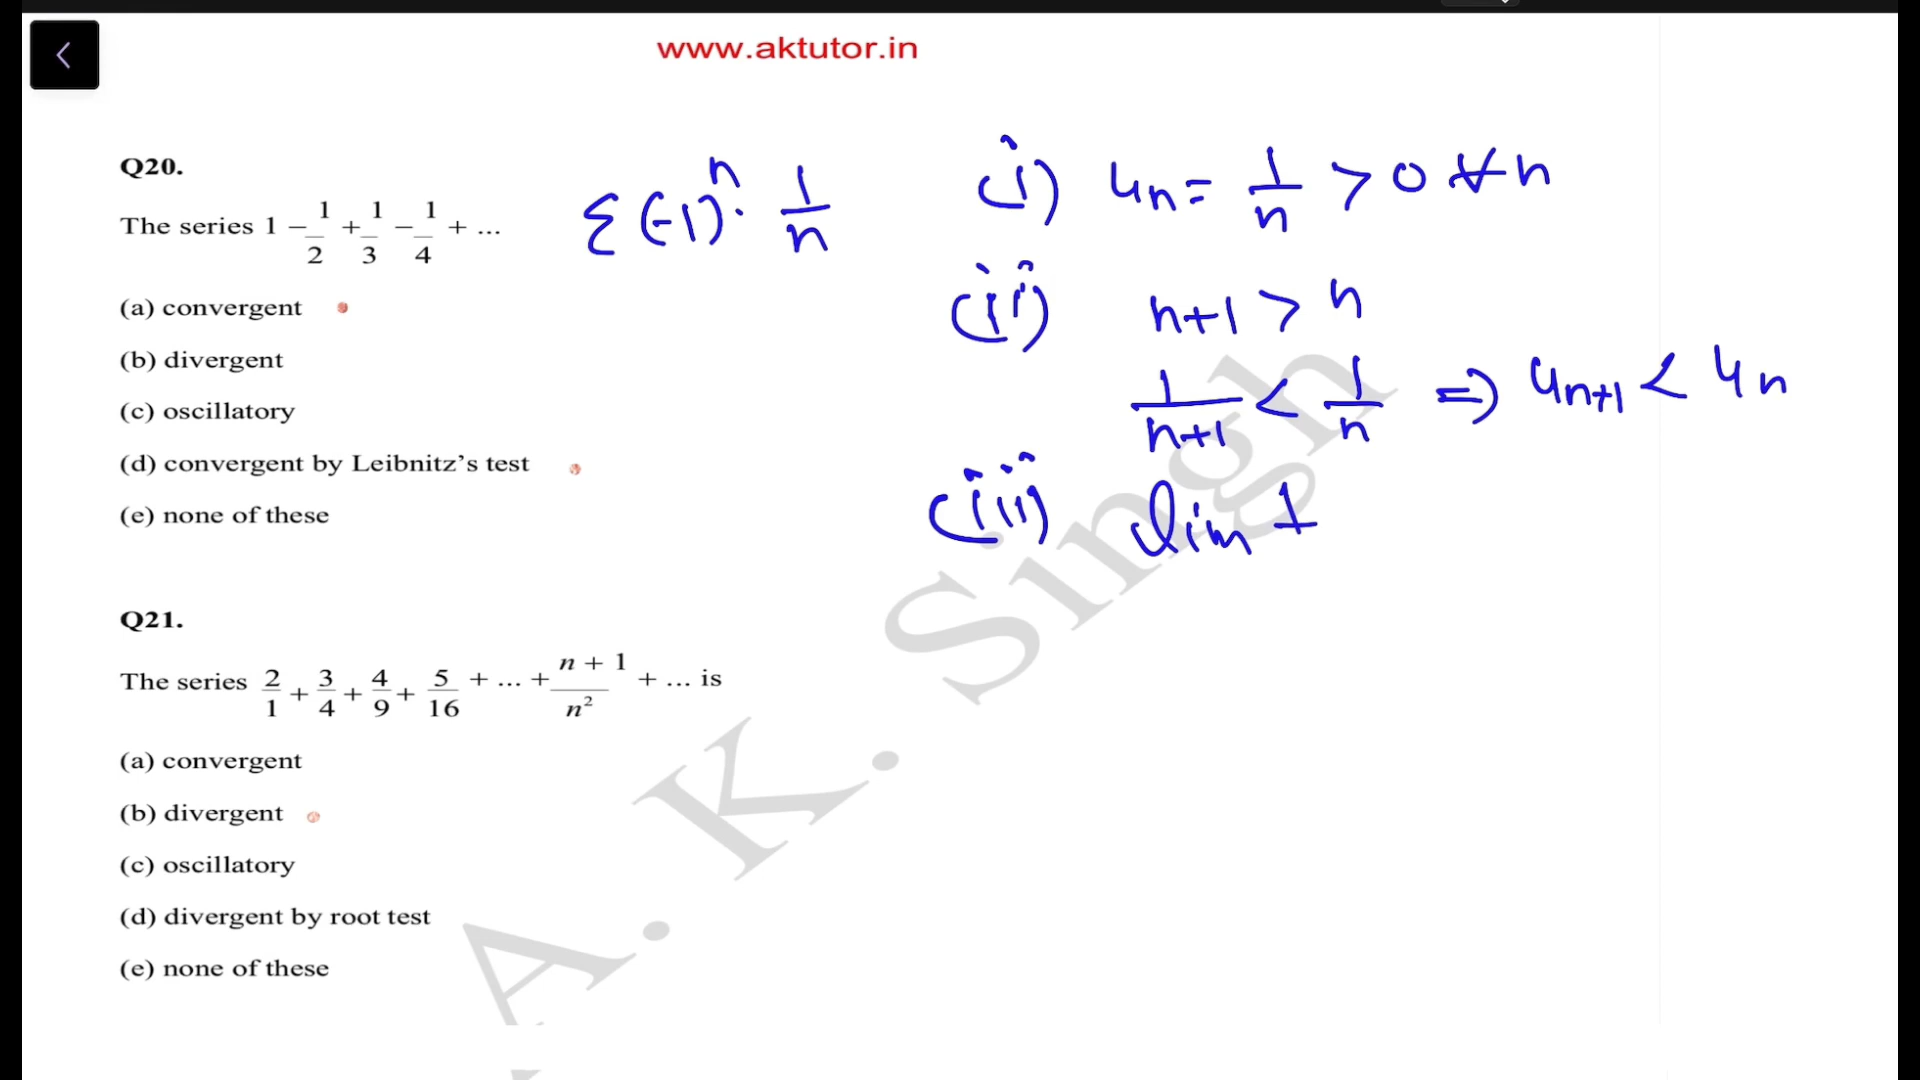 www.aktutor.in
Q20.
The series 1 − 1/2 + 1/3 − 1/4 + ...
Σ (-1)^n · 1/n
(a) convergent
(b) divergent
(c) oscillatory
(d) convergent by Leibnitz’s test
(e) none of these
(i) un = 1/n > 0 ∀ n
(ii) n+1 > n
1/(n+1) < 1/n ⇒ un+1 < un
(iii) lim 1
Q21.
The series 2/1 + 3/4 + 4/9 + 5/16 + ... + (n + 1)/n² + ... is
(a) convergent
(b) divergent
(c) oscillatory
(d) divergent by root test
(e) none of these
A. K. Singh